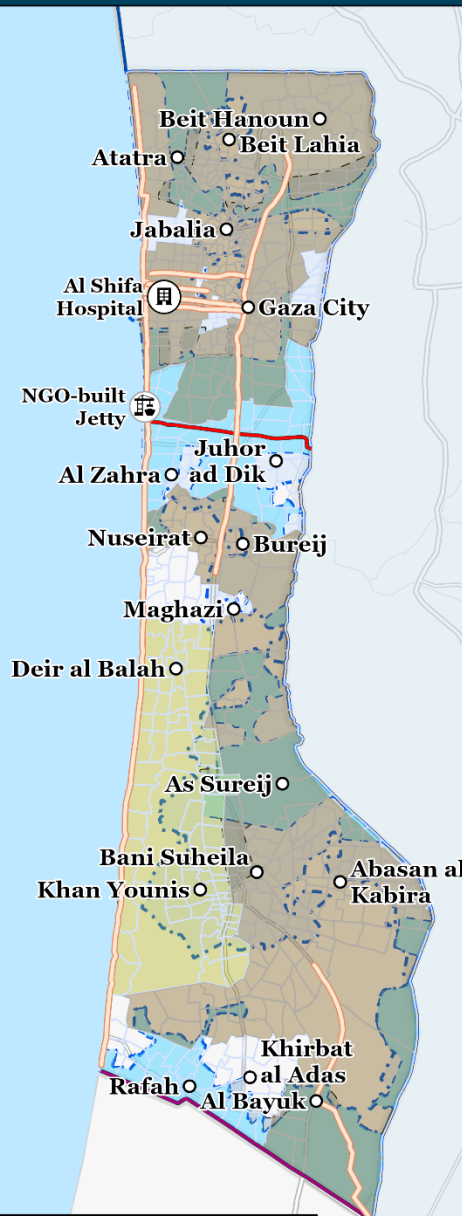 Beit Hanoun
Beit Lahia
Atatra
Jabalia
Al Shifa
Hospital
Gaza City
NGO-built
Jetty
Juhor
ad Dik
Al Zahra
Nuseirat
Bureij
Maghazi
Deir al Balah
As Sureij
Bani Suheila
Abasan al
Kabira
Khan Younis
Khirbat
al Adas
Rafah
Al Bayuk